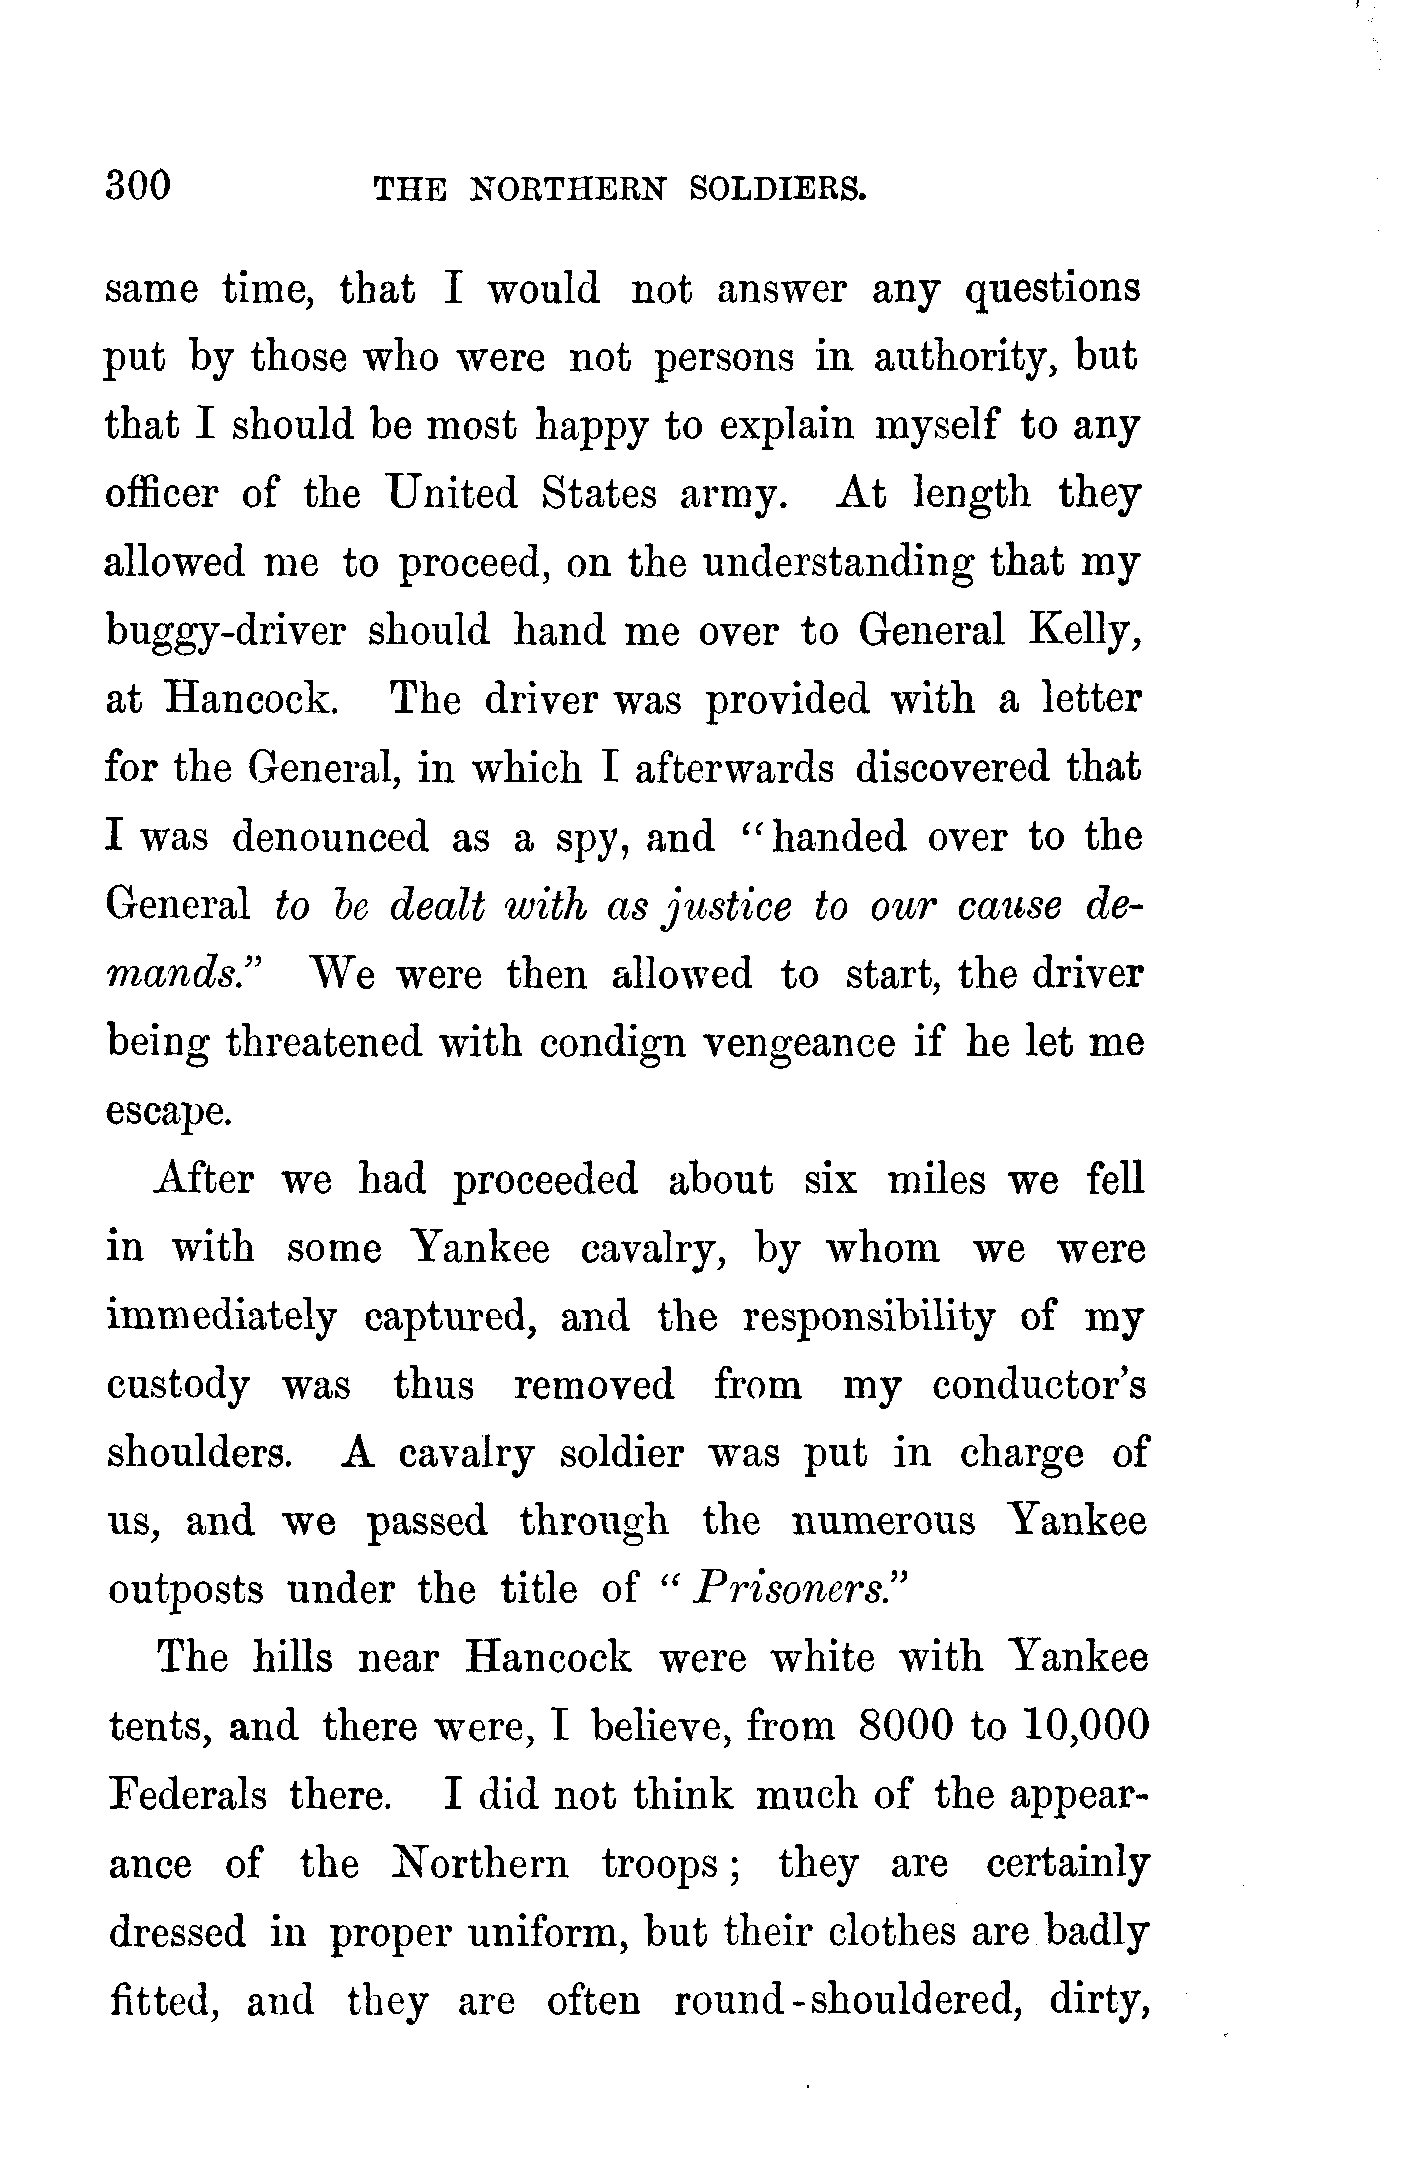 300 THE NORTHERN SOLDIERS.
same time, that I would not answer any questions
put by those who were not persons in authority, but
that I should be most happy to explain myself to any
officer of the United States army. At length they
allowed me to proceed, on the understanding that my
buggy-driver should hand me over to General Kelly,
at Hancock. The driver was provided with a letter
for the General, in which I afterwards discovered that
I was denounced as a spy, and "handed over to the
General to be dealt with as justice to our cause de-
mands." We were then allowed to start, the driver
being threatened with condign vengeance if he let me
escape.
After we had proceeded about six miles we fell
in with some Yankee cavalry, by whom we were
immediately captured, and the responsibility of my
custody was thus removed from my conductor's
shoulders. A cavalry soldier was put in charge of
us, and we passed through the numerous Yankee
outposts under the title of "Prisoners."
The hills near Hancock were white with Yankee
tents, and there were, I believe, from 8000 to 10,000
Federals there. I did not think much of the appear-
ance of the Northern troops; they are certainly
dressed in proper uniform, but their clothes are badly
fitted, and they are often round-shouldered, dirty,